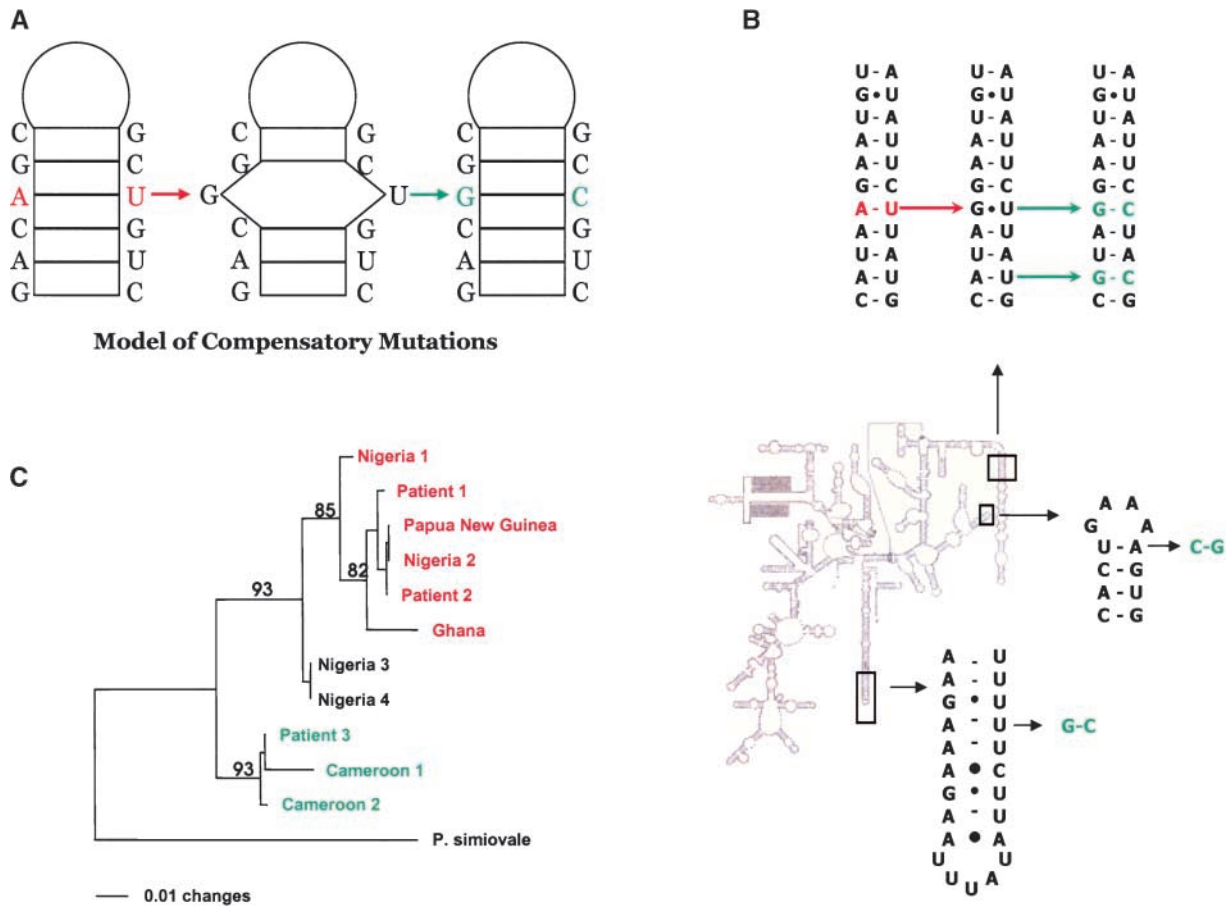 A
C G C G C G
G C G C G C
A U G U G C
C G C G C G
A U A U A U
G C G C G C
Model of Compensatory Mutations
B
U - A U - A U - A
G • U G • U G • U
U - A U - A U - A
A - U A - U A - U
A - U A - U A - U
G - C G - C G - C
A - U G • U G - C
A - U A - U A - U
U - A U - A U - A
A - U A - U G - C
C - G C - G C - G
A A
G A
U - A C-G
C - G
A - U
C - G
A - U
A - U
G • U
A - U G-C
A - U
A ● C
G • U
A - U
A ● A
U U
U A
U
C
Nigeria 1
Patient 1
85
Papua New Guinea
Nigeria 2
82
Patient 2
93
Ghana
Nigeria 3
Nigeria 4
Patient 3
93
Cameroon 1
Cameroon 2
P. simiovale
0.01 changes